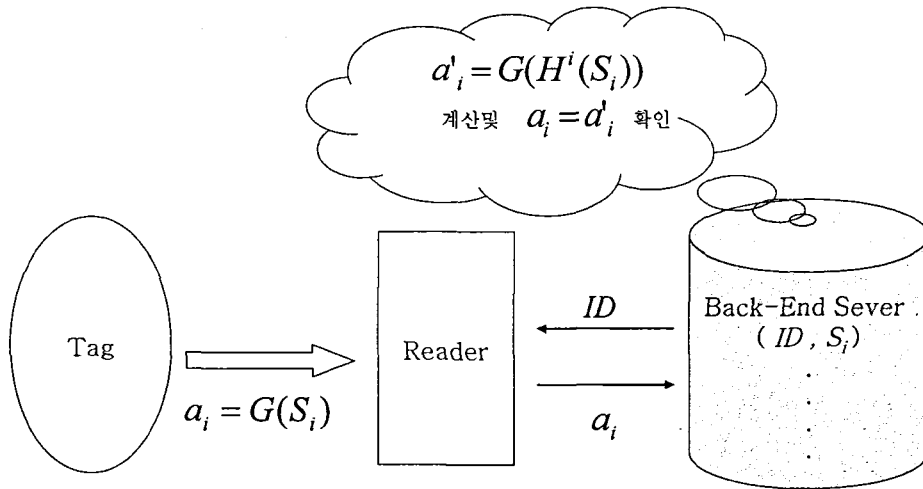 a'_i = G(H^i(S_i))
계산및 a_i = a'_i 확인
Tag
a_i = G(S_i)
Reader
ID
a_i
Back-End Sever
( ID , S_i )